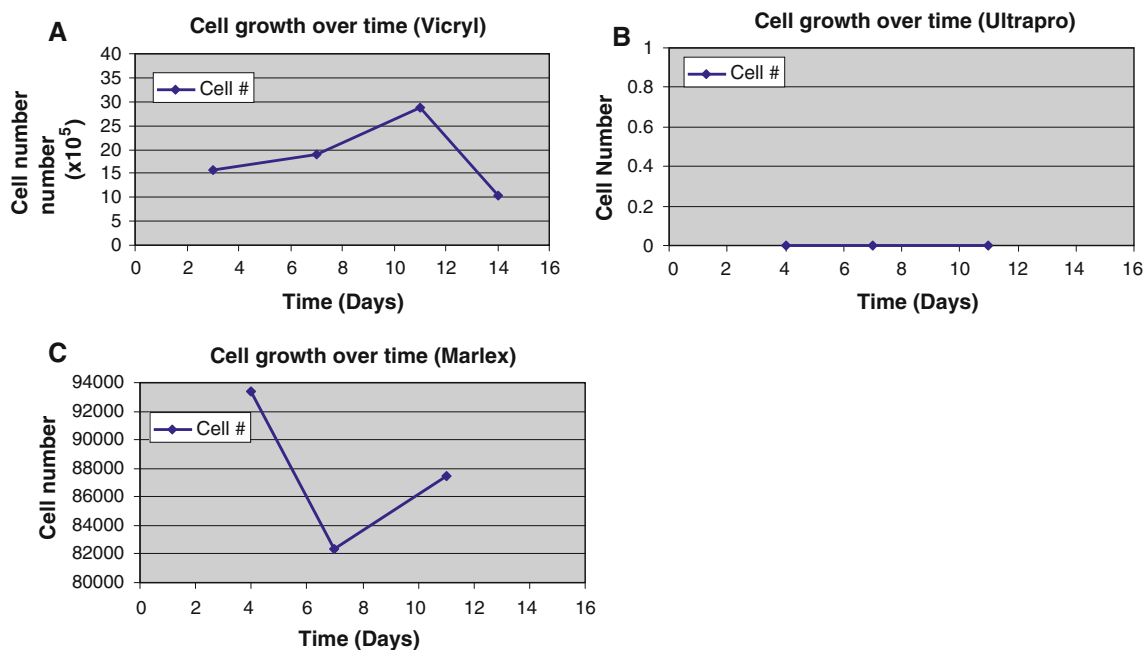 A
Cell growth over time (Vicryl)
40
35
30
25
20
15
10
5
0
Cell number
number
(x10⁵)
Cell #
0 2 4 6 8 10 12 14 16
Time (Days)
B
Cell growth over time (Ultrapro)
1
0.8
0.6
0.4
0.2
0
Cell Number
Cell #
0 2 4 6 8 10 12 14 16
Time (Days)
C
Cell growth over time (Marlex)
94000
92000
90000
88000
86000
84000
82000
80000
Cell number
Cell #
0 2 4 6 8 10 12 14 16
Time (Days)